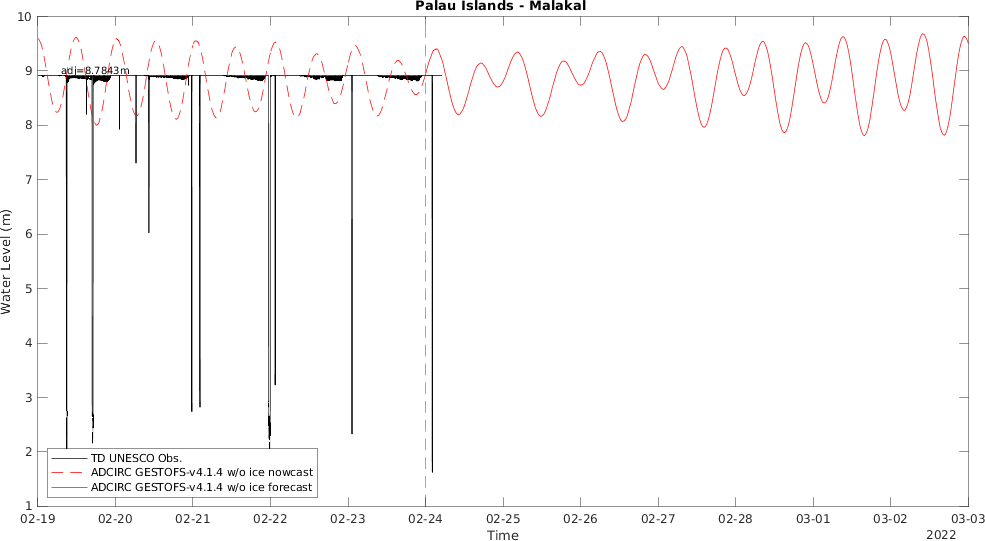 Palau Islands - Malakal
10
9
8
7
6
5
4
3
2
1
Water Level (m)
adj=8.7843m
TD UNESCO Obs.
ADCIRC GESTOFS-v4.1.4 w/o ice nowcast
ADCIRC GESTOFS-v4.1.4 w/o ice forecast
02-19 02-20 02-21 02-22 02-23 02-24 02-25 02-26 02-27 02-28 03-01 03-02 03-03
Time
2022